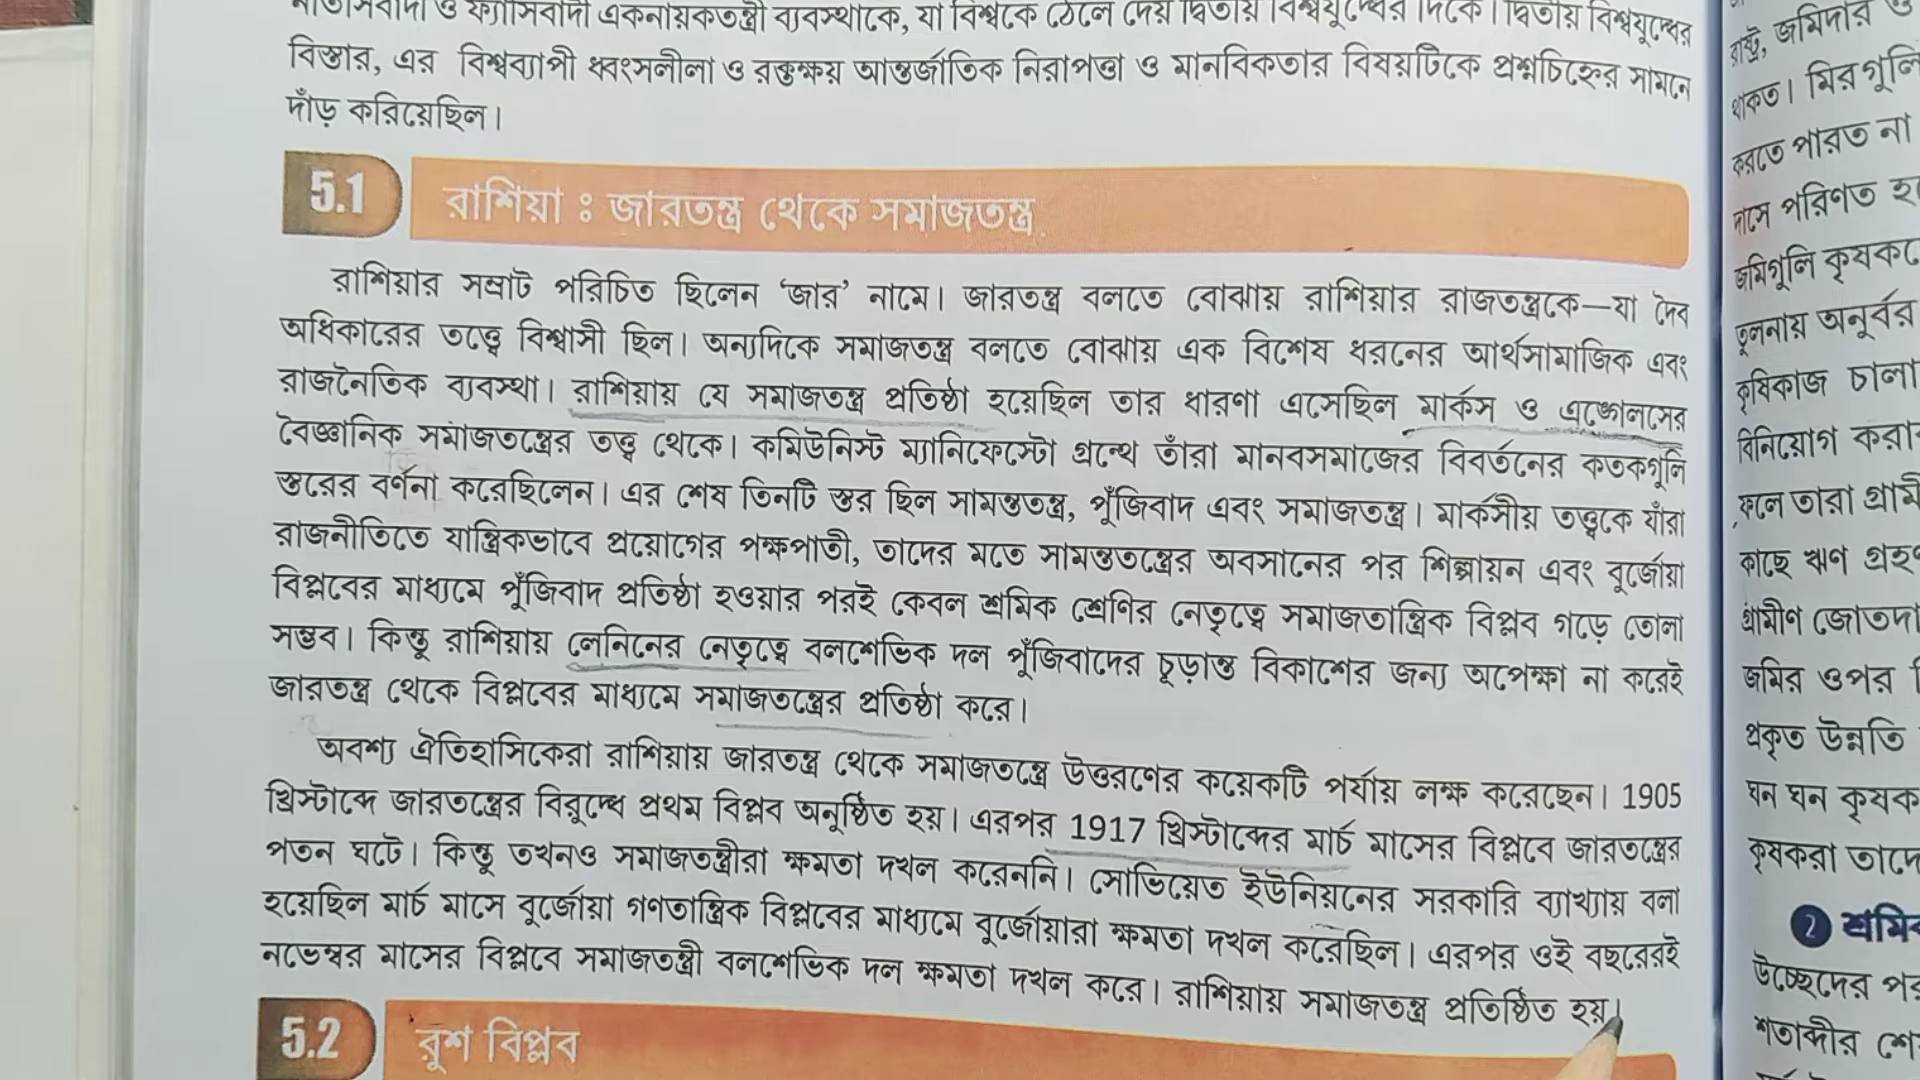 নাৎসিবাদী ও ফ্যাসিবাদী একনায়কতন্ত্রী ব্যবস্থাকে, যা বিশ্বকে ঠেলে দেয় দ্বিতীয় বিশ্বযুদ্ধের দিকে। দ্বিতীয় বিশ্বযুদ্ধের
বিস্তার, এর বিশ্বব্যাপী ধ্বংসলীলা ও রক্তক্ষয় আন্তর্জাতিক নিরাপত্তা ও মানবিকতার বিষয়টিকে প্রশ্নচিহ্নের সামনে
দাঁড় করিয়েছিল।
5.1 রাশিয়া : জারতন্ত্র থেকে সমাজতন্ত্র
রাশিয়ার সম্রাট পরিচিত ছিলেন ‘জার’ নামে। জারতন্ত্র বলতে বোঝায় রাশিয়ার রাজতন্ত্রকে—যা দৈব
অধিকারের তত্ত্বে বিশ্বাসী ছিল। অন্যদিকে সমাজতন্ত্র বলতে বোঝায় এক বিশেষ ধরনের আর্থসামাজিক এবং
রাজনৈতিক ব্যবস্থা। রাশিয়ায় যে সমাজতন্ত্র প্রতিষ্ঠা হয়েছিল তার ধারণা এসেছিল মার্কস ও এঙ্গেলসের
বৈজ্ঞানিক সমাজতন্ত্রের তত্ত্ব থেকে। কমিউনিস্ট ম্যানিফেস্টো গ্রন্থে তাঁরা মানবসমাজের বিবর্তনের কতকগুলি
স্তরের বর্ণনা করেছিলেন। এর শেষ তিনটি স্তর ছিল সামন্ততন্ত্র, পুঁজিবাদ এবং সমাজতন্ত্র। মার্কসীয় তত্ত্বকে যাঁরা
রাজনীতিতে যান্ত্রিকভাবে প্রয়োগের পক্ষপাতী, তাদের মতে সামন্ততন্ত্রের অবসানের পর শিল্পায়ন এবং বুর্জোয়া
বিপ্লবের মাধ্যমে পুঁজিবাদ প্রতিষ্ঠা হওয়ার পরই কেবল শ্রমিক শ্রেণির নেতৃত্বে সমাজতান্ত্রিক বিপ্লব গড়ে তোলা
সম্ভব। কিন্তু রাশিয়ায় লেনিনের নেতৃত্বে বলশেভিক দল পুঁজিবাদের চূড়ান্ত বিকাশের জন্য অপেক্ষা না করেই
জারতন্ত্র থেকে বিপ্লবের মাধ্যমে সমাজতন্ত্রের প্রতিষ্ঠা করে।
অবশ্য ঐতিহাসিকেরা রাশিয়ায় জারতন্ত্র থেকে সমাজতন্ত্রে উত্তরণের কয়েকটি পর্যায় লক্ষ করেছেন। 1905
খ্রিস্টাব্দে জারতন্ত্রের বিরুদ্ধে প্রথম বিপ্লব অনুষ্ঠিত হয়। এরপর 1917 খ্রিস্টাব্দের মার্চ মাসের বিপ্লবে জারতন্ত্রের
পতন ঘটে। কিন্তু তখনও সমাজতন্ত্রীরা ক্ষমতা দখল করেননি। সোভিয়েত ইউনিয়নের সরকারি ব্যাখ্যায় বলা
হয়েছিল মার্চ মাসে বুর্জোয়া গণতান্ত্রিক বিপ্লবের মাধ্যমে বুর্জোয়ারা ক্ষমতা দখল করেছিল। এরপর ওই বছরেরই
নভেম্বর মাসের বিপ্লবে সমাজতন্ত্রী বলশেভিক দল ক্ষমতা দখল করে। রাশিয়ায় সমাজতন্ত্র প্রতিষ্ঠিত হয়।
5.2 রুশ বিপ্লব
রাষ্ট্র, জমিদার ও
থাকত। মিরগুলি
করতে পারত না
দাসে পরিণত
জমিগুলি
তুলনায় অনুর্বর
কৃষিকাজ
বিনিয়োগ
ফলে তারা
কাছে ঋণ
গ্রামীণ
জমির ওপর
প্রকৃত উন্নতি
ঘন ঘন
কৃষকরা
2
উচ্ছেদের
শতাব্দীর